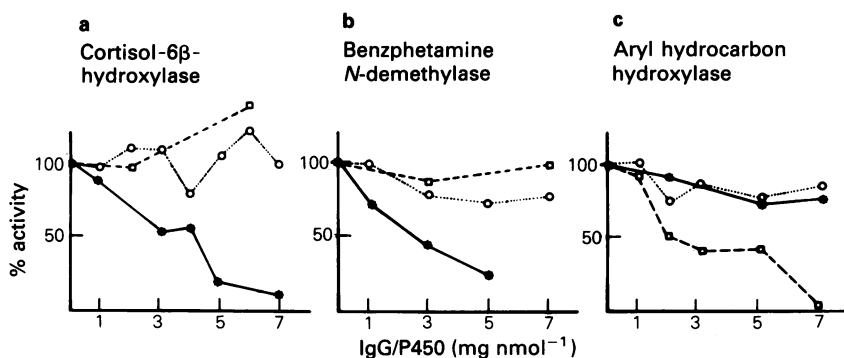 a
Cortisol-6β-
hydroxylase
b
Benzphetamine
N-demethylase
c
Aryl hydrocarbon
hydroxylase
% activity
100
50
1 3 5 7
100
50
1 3 5 7
100
50
1 3 5 7
IgG/P450 (mg nmol⁻¹)